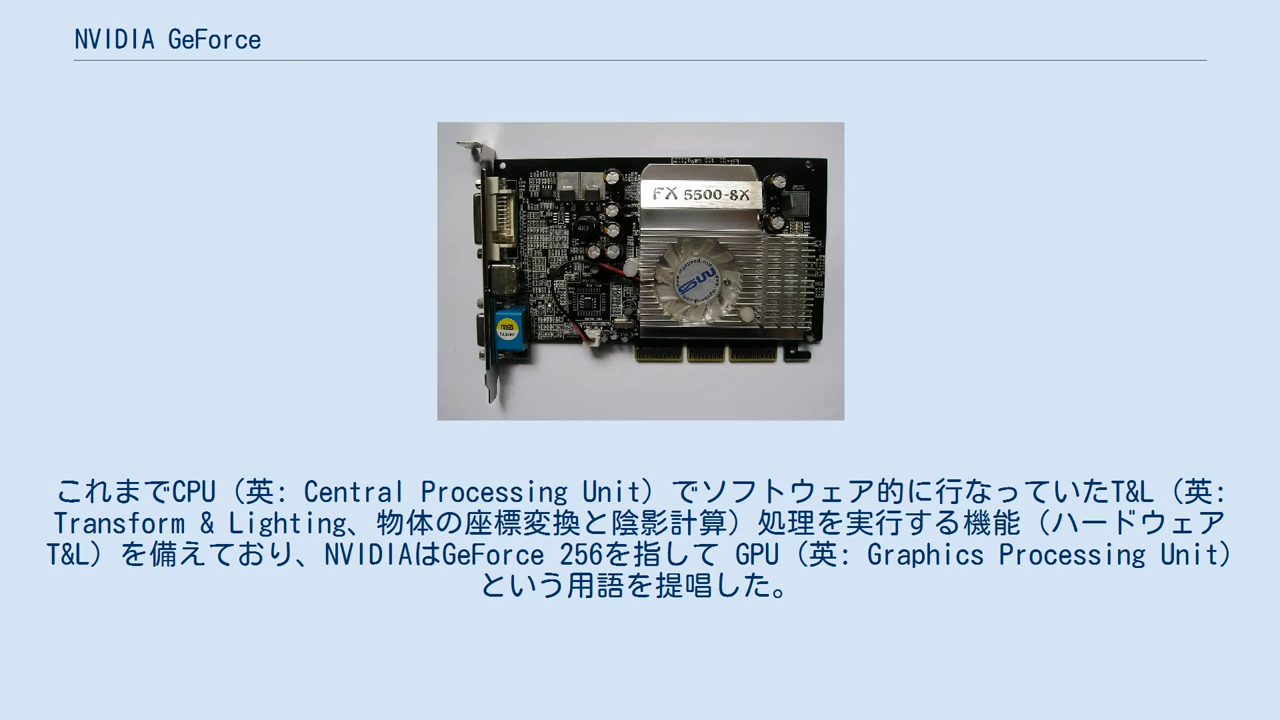 NVIDIA GeForce
FX 5500-8X
これまでCPU（英: Central Processing Unit）でソフトウェア的に行なっていたT&L（英:
Transform & Lighting、物体の座標変換と陰影計算）処理を実行する機能（ハードウェア
T&L）を備えており、NVIDIAはGeForce 256を指して GPU（英: Graphics Processing Unit）
という用語を提唱した。